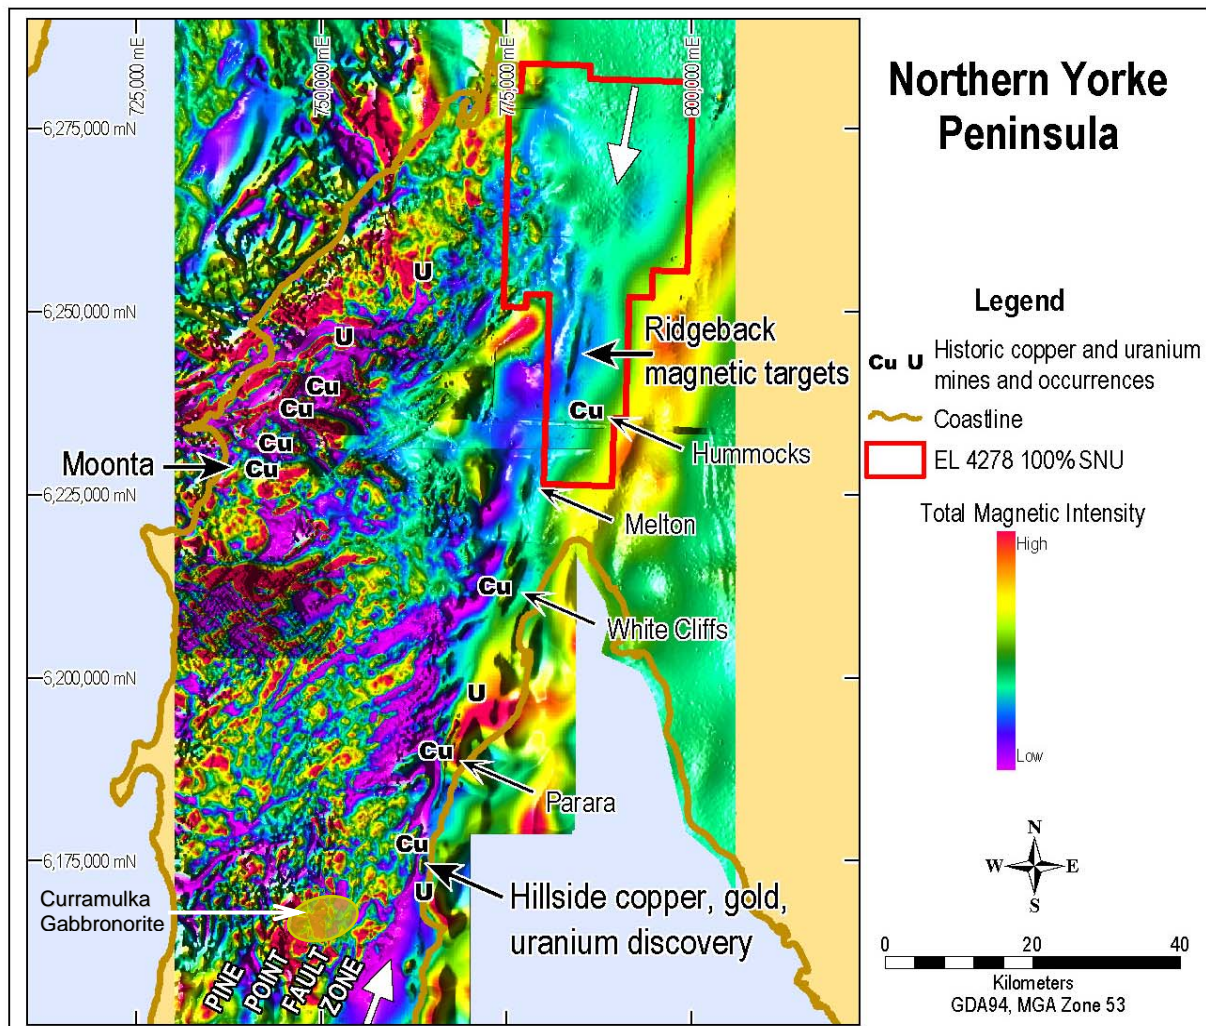 725,000 mE
750,000 mE
775,000 mE
800,000 mE
6,275,000 mN
6,250,000 mN
6,225,000 mN
6,200,000 mN
6,175,000 mN
U
U
Cu
Cu
Cu
Cu
Moonta
Ridgeback
magnetic targets
Cu
Hummocks
Melton
Cu
White Cliffs
U
Cu
Parara
Cu
U
Hillside copper, gold,
uranium discovery
Curramulka
Gabbronorite
PINE
POINT
FAULT
ZONE
Northern Yorke
Peninsula
Legend
Cu U Historic copper and uranium
mines and occurrences
Coastline
EL 4278 100% SNU
Total Magnetic Intensity
High
Low
N
W E
S
0 20 40
Kilometers
GDA94, MGA Zone 53